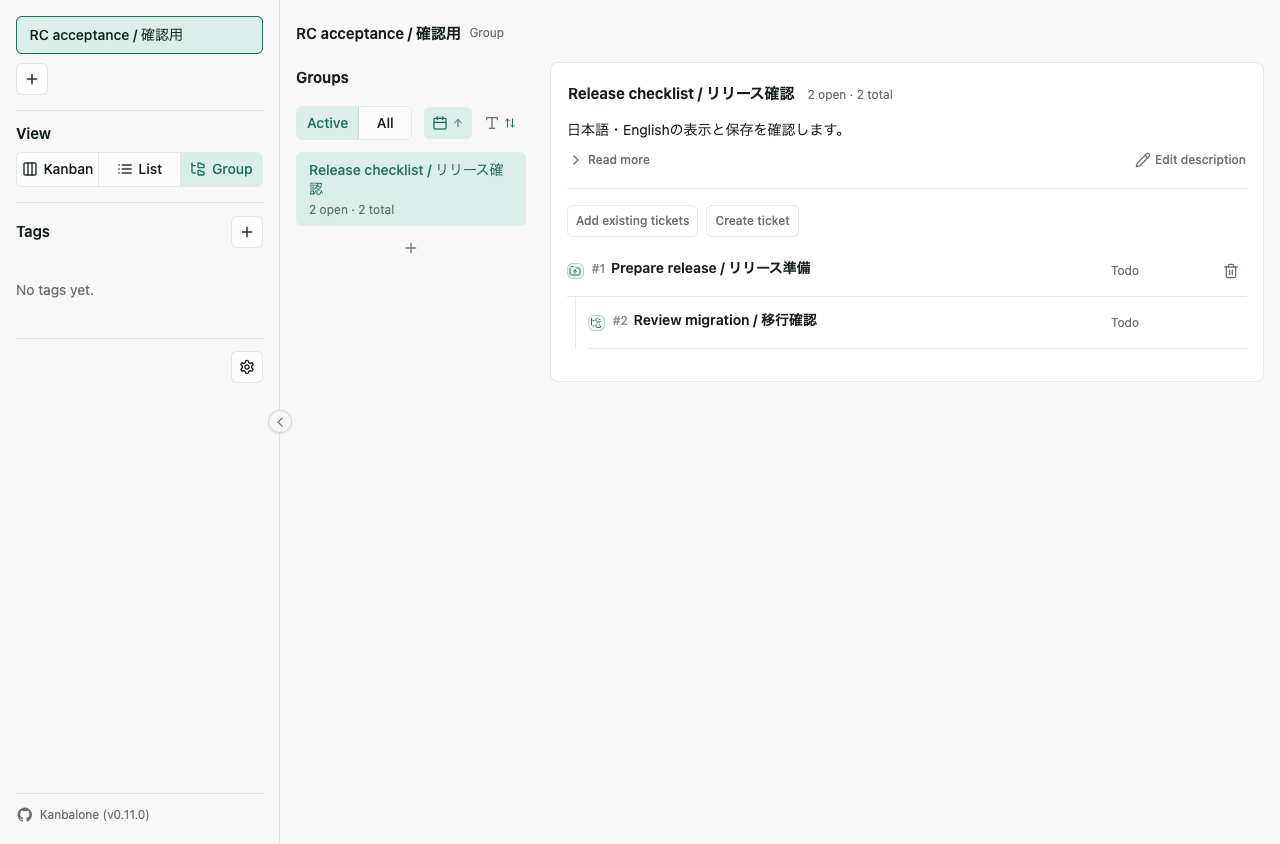 RC acceptance / 確認用
View
Kanban
List
Group
Tags
No tags yet.
Kanbalone (v0.11.0)
RC acceptance / 確認用 Group
Groups
Active
All
Release checklist / リリース確
認
2 open · 2 total
Release checklist / リリース確認 2 open · 2 total
日本語・Englishの表示と保存を確認します。
Read more
Edit description
Add existing tickets
Create ticket
#1 Prepare release / リリース準備 Todo
#2 Review migration / 移行確認 Todo